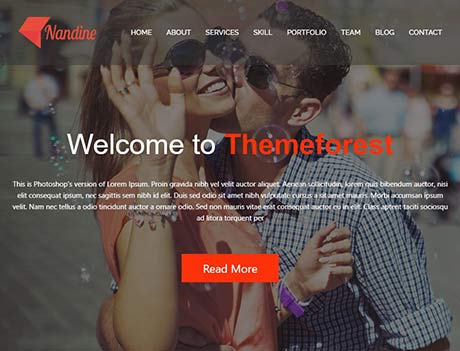 Nandine
HOME ABOUT SERVICES SKILL PORTFOLIO TEAM BLOG CONTACT
Welcome to Themeforest
This is Photoshop's version of Lorem Ipsum. Proin gravida nibh vel velit auctor aliquet. Aenean sollicitudin, lorem quis bibendum auctor, nisi
elit consequat ipsum, nec sagittis sem nibh id elit. Duis sed odio sit amet nibh vulputate cursus a sit amet mauris. Morbi accumsan ipsum
velit. Nam nec tellus a odio tincidunt auctor a ornare odio. Sed non mauris vitae erat consequat auctor eu in elit. Class aptent taciti sociosqu
ad litora torquent per
Read More